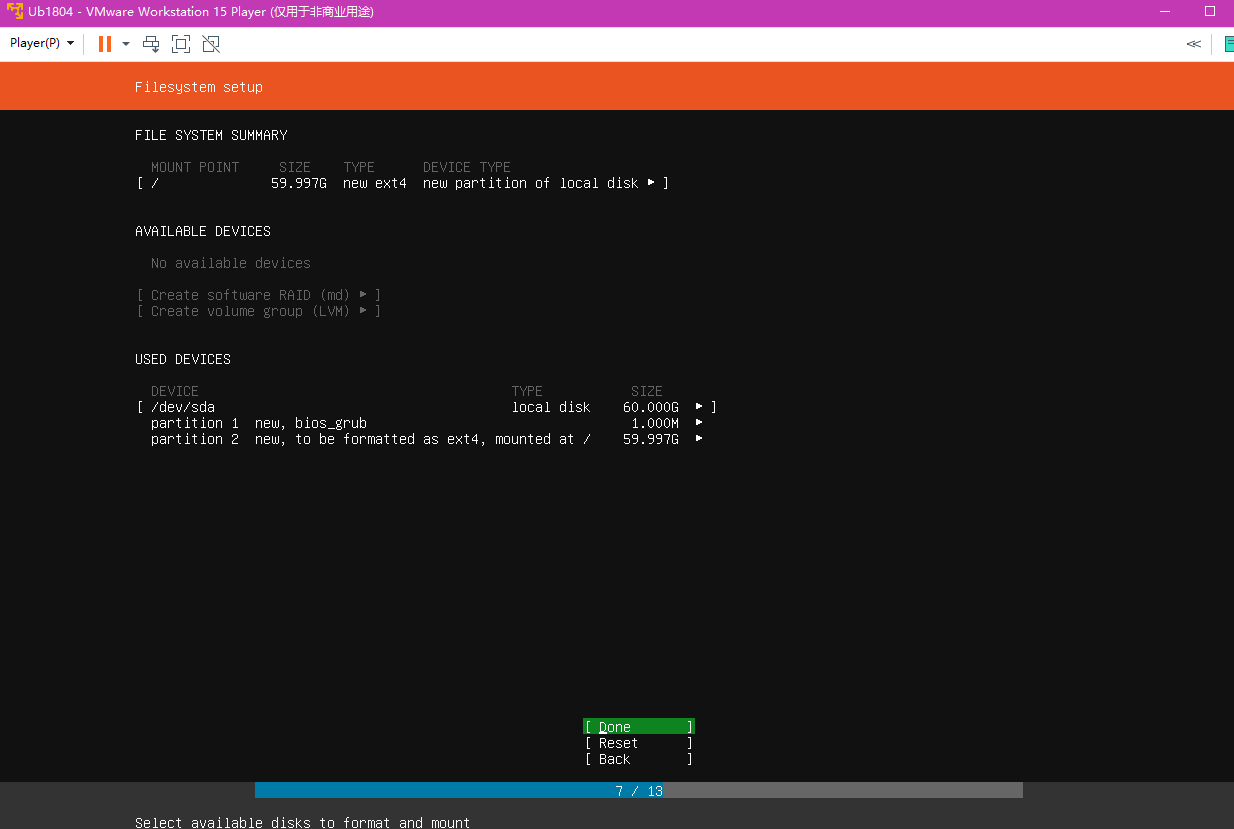 Ub1804 - VMware Workstation 15 Player (仅用于非商业用途)
Player(P)
Filesystem setup
FILE SYSTEM SUMMARY
MOUNT POINT SIZE TYPE DEVICE TYPE
[ / 59.997G new ext4 new partition of local disk ▸ ]
AVAILABLE DEVICES
No available devices
[ Create software RAID (md) ▸ ]
[ Create volume group (LVM) ▸ ]
USED DEVICES
DEVICE TYPE SIZE
[ /dev/sda local disk 60.000G ▸ ]
partition 1 new, bios_grub 1.000M ▸
partition 2 new, to be formatted as ext4, mounted at / 59.997G ▸
[ Done ]
[ Reset ]
[ Back ]
7 / 13
Select available disks to format and mount